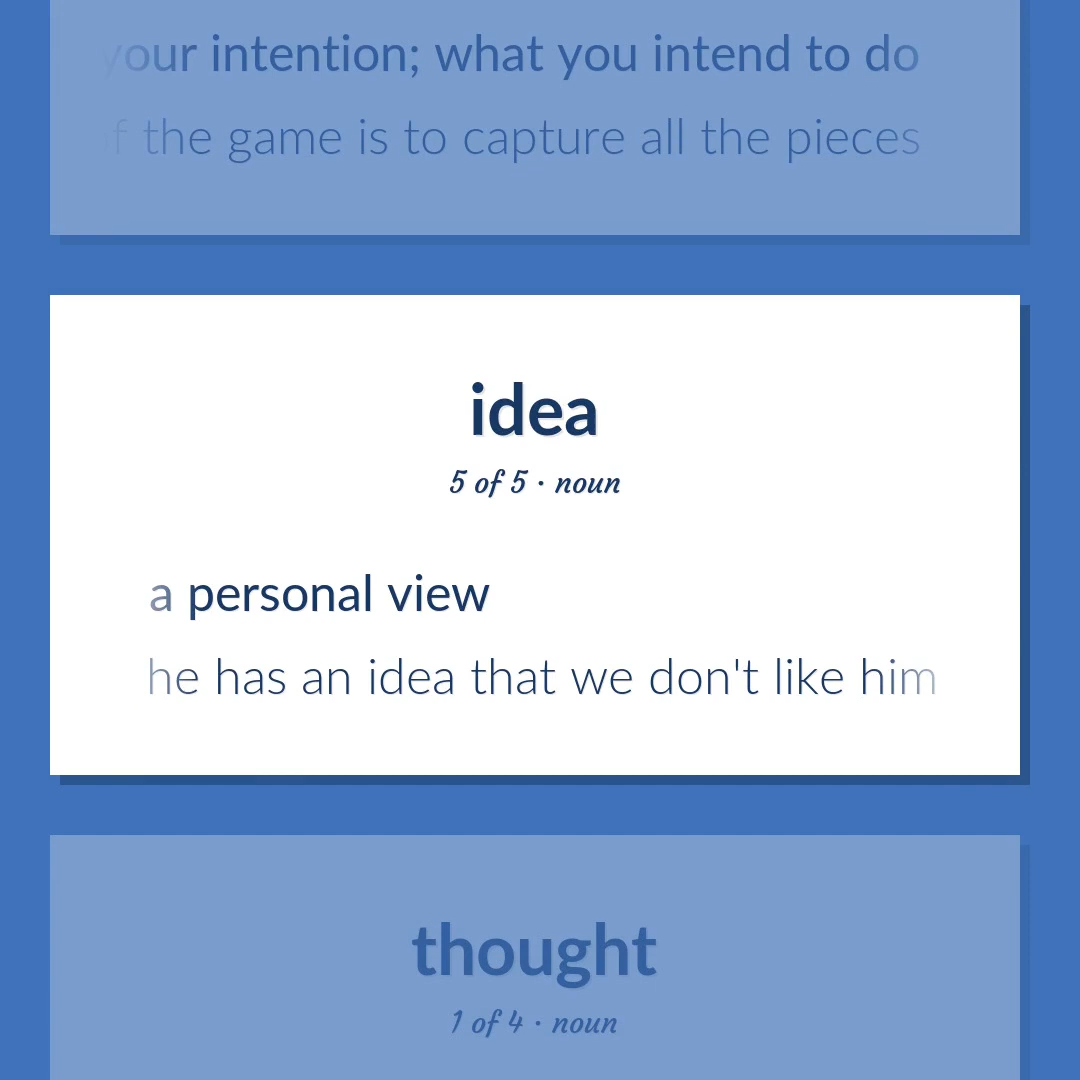 your intention; what you intend to do
of the game is to capture all the pieces
idea
5 of 5 · noun
a personal view
he has an idea that we don't like him
thought
1 of 4 · noun